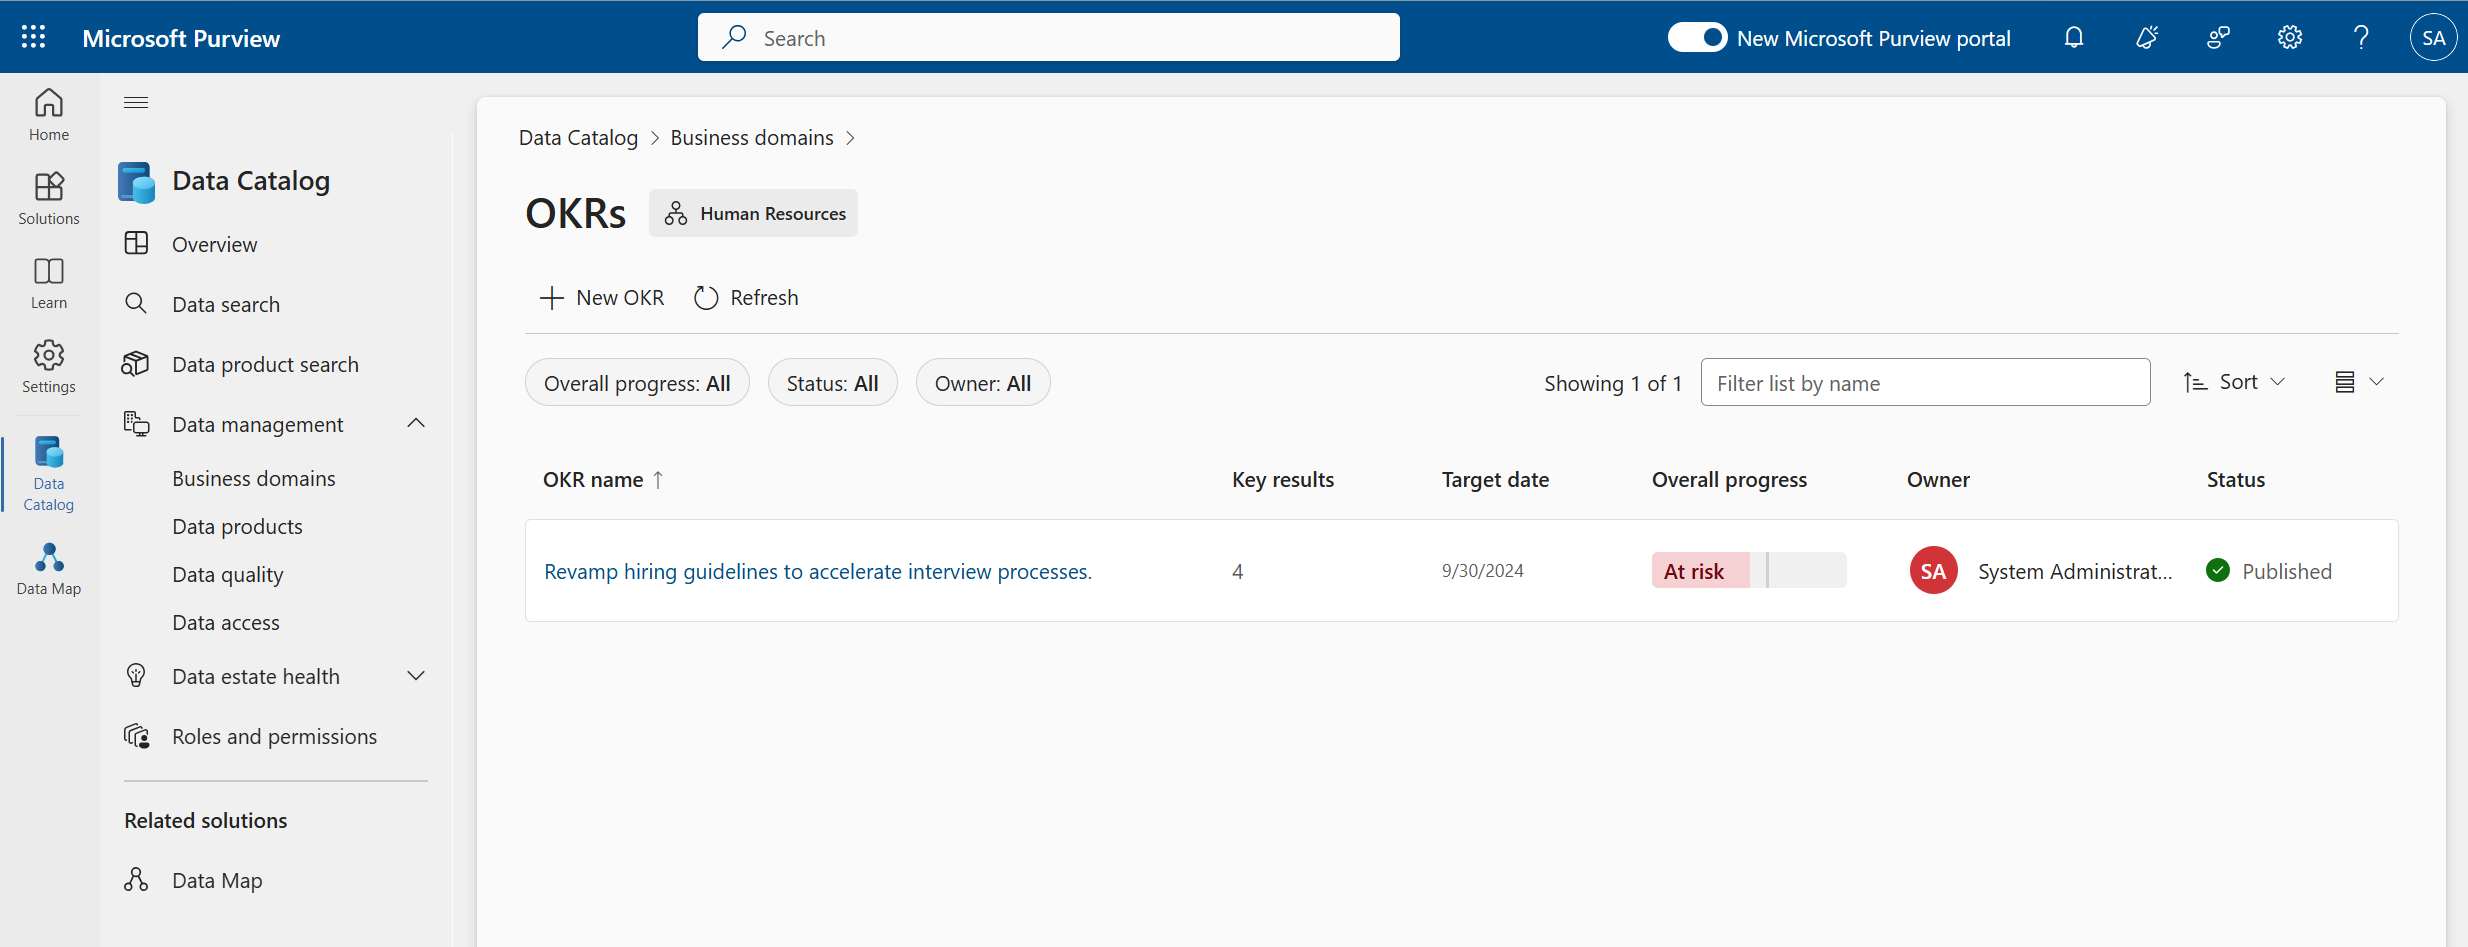 Microsoft Purview
Search
New Microsoft Purview portal
SA
Home
Solutions
Learn
Settings
Data
Catalog
Data Map
Data Catalog
Overview
Data search
Data product search
Data management
Business domains
Data products
Data quality
Data access
Data estate health
Roles and permissions
Related solutions
Data Map
Data Catalog > Business domains >
OKRs Human Resources
New OKR Refresh
Overall progress: All Status: All Owner: All Showing 1 of 1 Filter list by name Sort
OKR name ↑ Key results Target date Overall progress Owner Status
Revamp hiring guidelines to accelerate interview processes. 4 9/30/2024 At risk SA System Administrat... Published